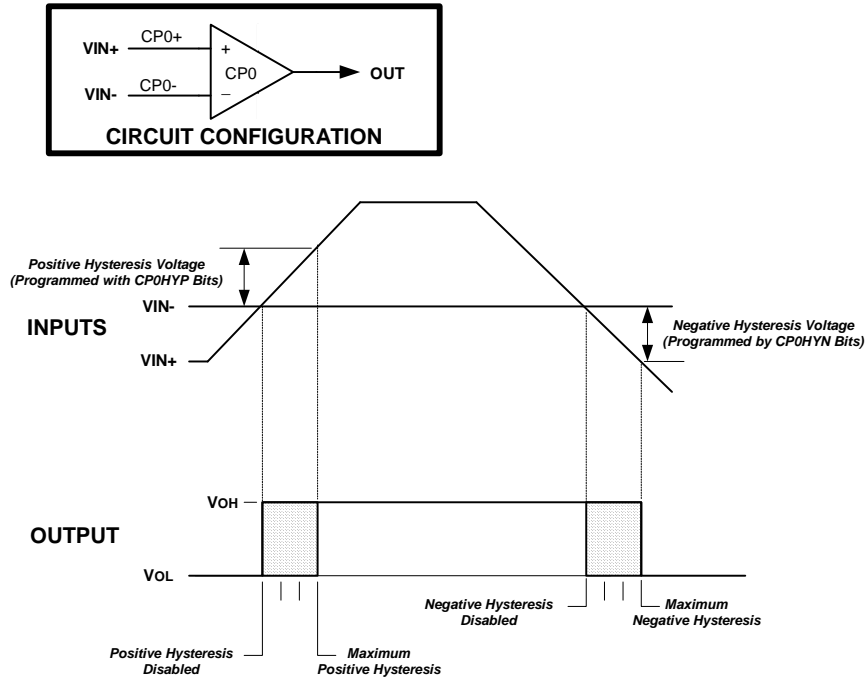 VIN+
CP0+
+
CP0
OUT
VIN-
CP0-
−
CIRCUIT CONFIGURATION
Positive Hysteresis Voltage
(Programmed with CP0HYP Bits)
VIN-
INPUTS
Negative Hysteresis Voltage
(Programmed by CP0HYN Bits)
VIN+
VOH
OUTPUT
VOL
Negative Hysteresis
Disabled
Maximum
Negative Hysteresis
Positive Hysteresis
Disabled
Maximum
Positive Hysteresis